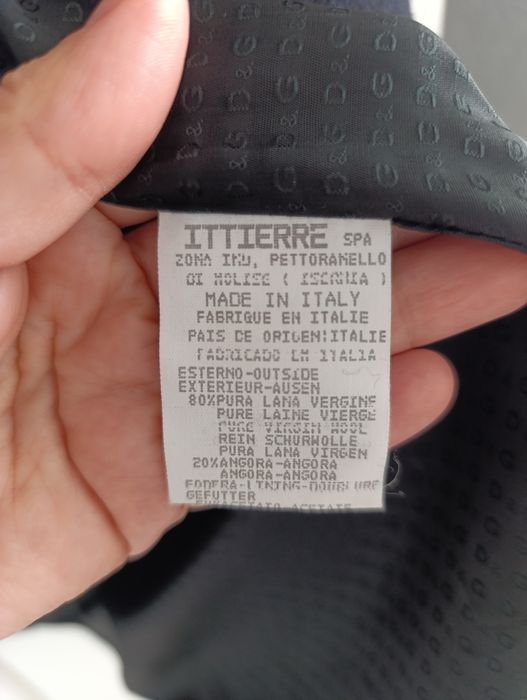 D&G D&G D&G D&G
ITTIERRE SPA
ZONA IND, PETTORANELLO
DI MOLISE ( ISERNIA )
MADE IN ITALY
FABRIQUE EN ITALIE
PAIS DE ORIGEN:ITALIE
FABRICADO EN ITALIA
ESTERNO-OUTSIDE
EXTERIEUR-AUSEN
80%PURA LANA VERGINE
PURE LAINE VIERGE
PURE VIRGIN WOOL
REIN SCHURWOLLE
PURA LANA VIRGEN
20%ANGORA-ANGORA
ANGORA-ANGORA
FODERA-LINING-DOUBLURE
GEFUTTER